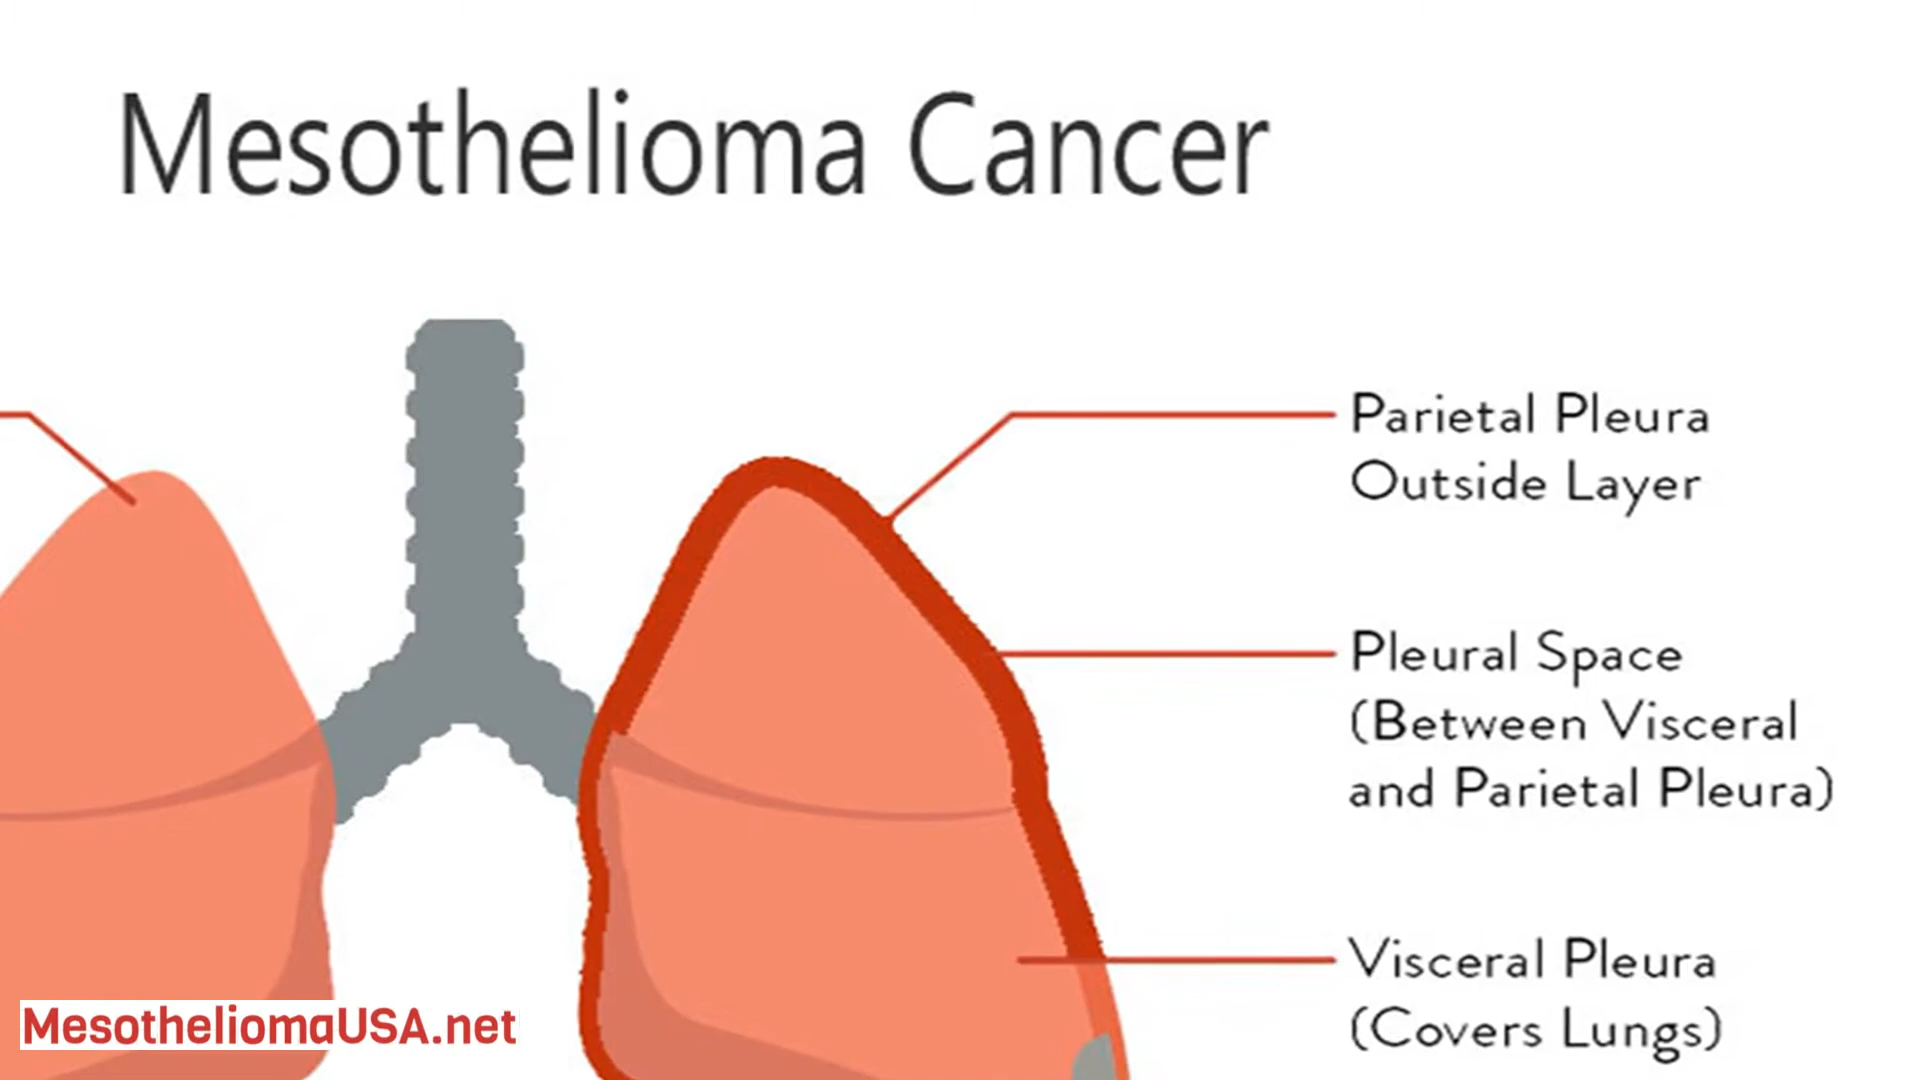 Mesothelioma Cancer
Parietal Pleura
Outside Layer
Pleural Space
(Between Visceral
and Parietal Pleura)
Visceral Pleura
(Covers Lungs)
MesotheliomaUSA.net